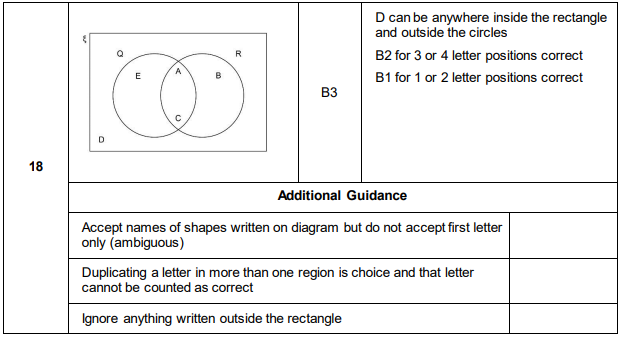 18
ξ
Q
R
E
A
B
C
D
B3
D can be anywhere inside the rectangle
and outside the circles
B2 for 3 or 4 letter positions correct
B1 for 1 or 2 letter positions correct
Additional Guidance
Accept names of shapes written on diagram but do not accept first letter
only (ambiguous)
Duplicating a letter in more than one region is choice and that letter
cannot be counted as correct
Ignore anything written outside the rectangle